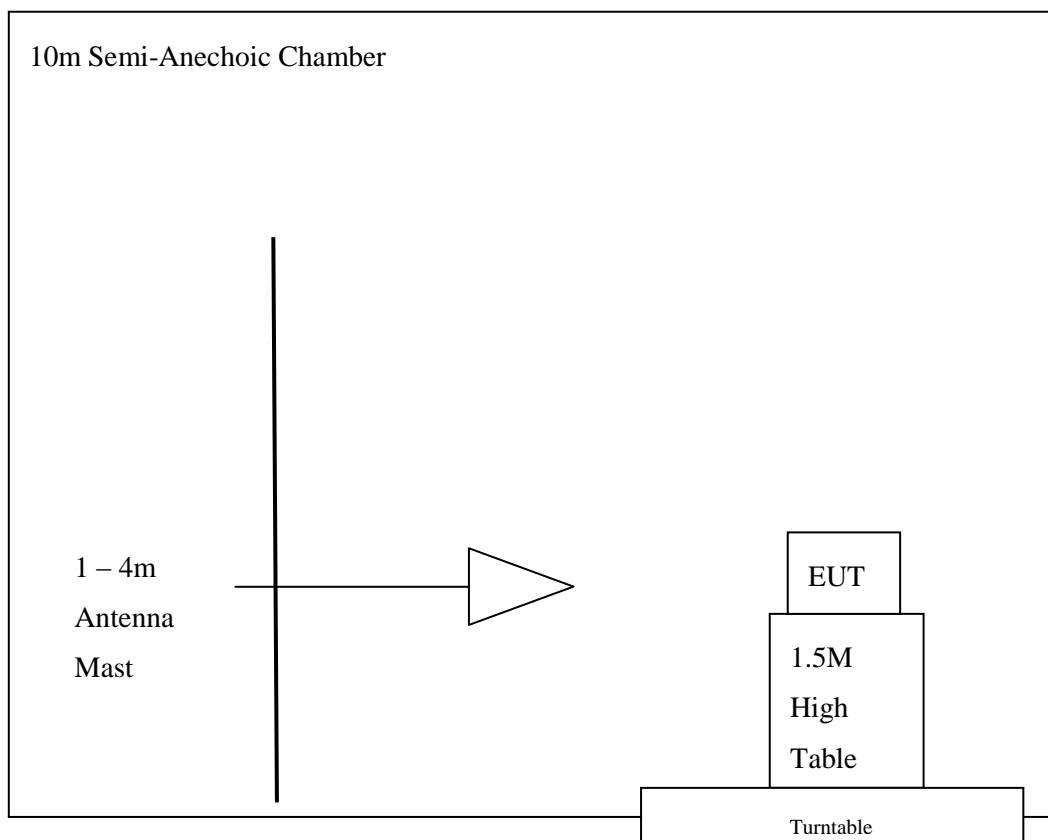 10m Semi-Anechoic Chamber
1 – 4m
Antenna
Mast
EUT
1.5M
High
Table
Turntable